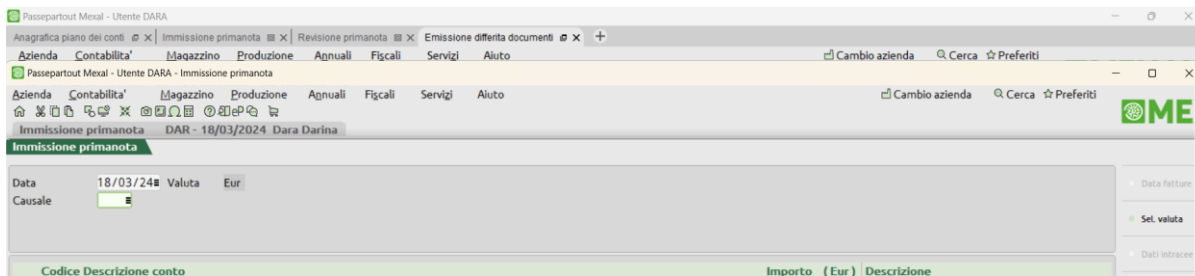 Passepartout Mexal - Utente DARA
Anagrafica piano dei conti Immissione primanota Revisione primanota Emissione differita documenti
Azienda Contabilita' Magazzino Produzione Annuali Fiscali Servizi Aiuto Cambio azienda Cerca Preferiti
Passepartout Mexal - Utente DARA - Immissione primanota
Azienda Contabilita' Magazzino Produzione Annuali Fiscali Servizi Aiuto Cambio azienda Cerca Preferiti
ME
Immissione primanota DAR - 18/03/2024 Dara Darina
Immissione primanota
Data 18/03/24 Valuta Eur
Data fatture
Causale
Sel. valuta
Dati intracee
Codice Descrizione conto Importo (Eur) Descrizione